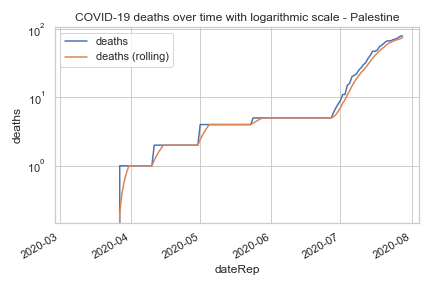 COVID-19 deaths over time with logarithmic scale - Palestine
deaths
deaths (rolling)
10²
10¹
10⁰
deaths
2020-03
2020-04
2020-05
2020-06
2020-07
2020-08
dateRep